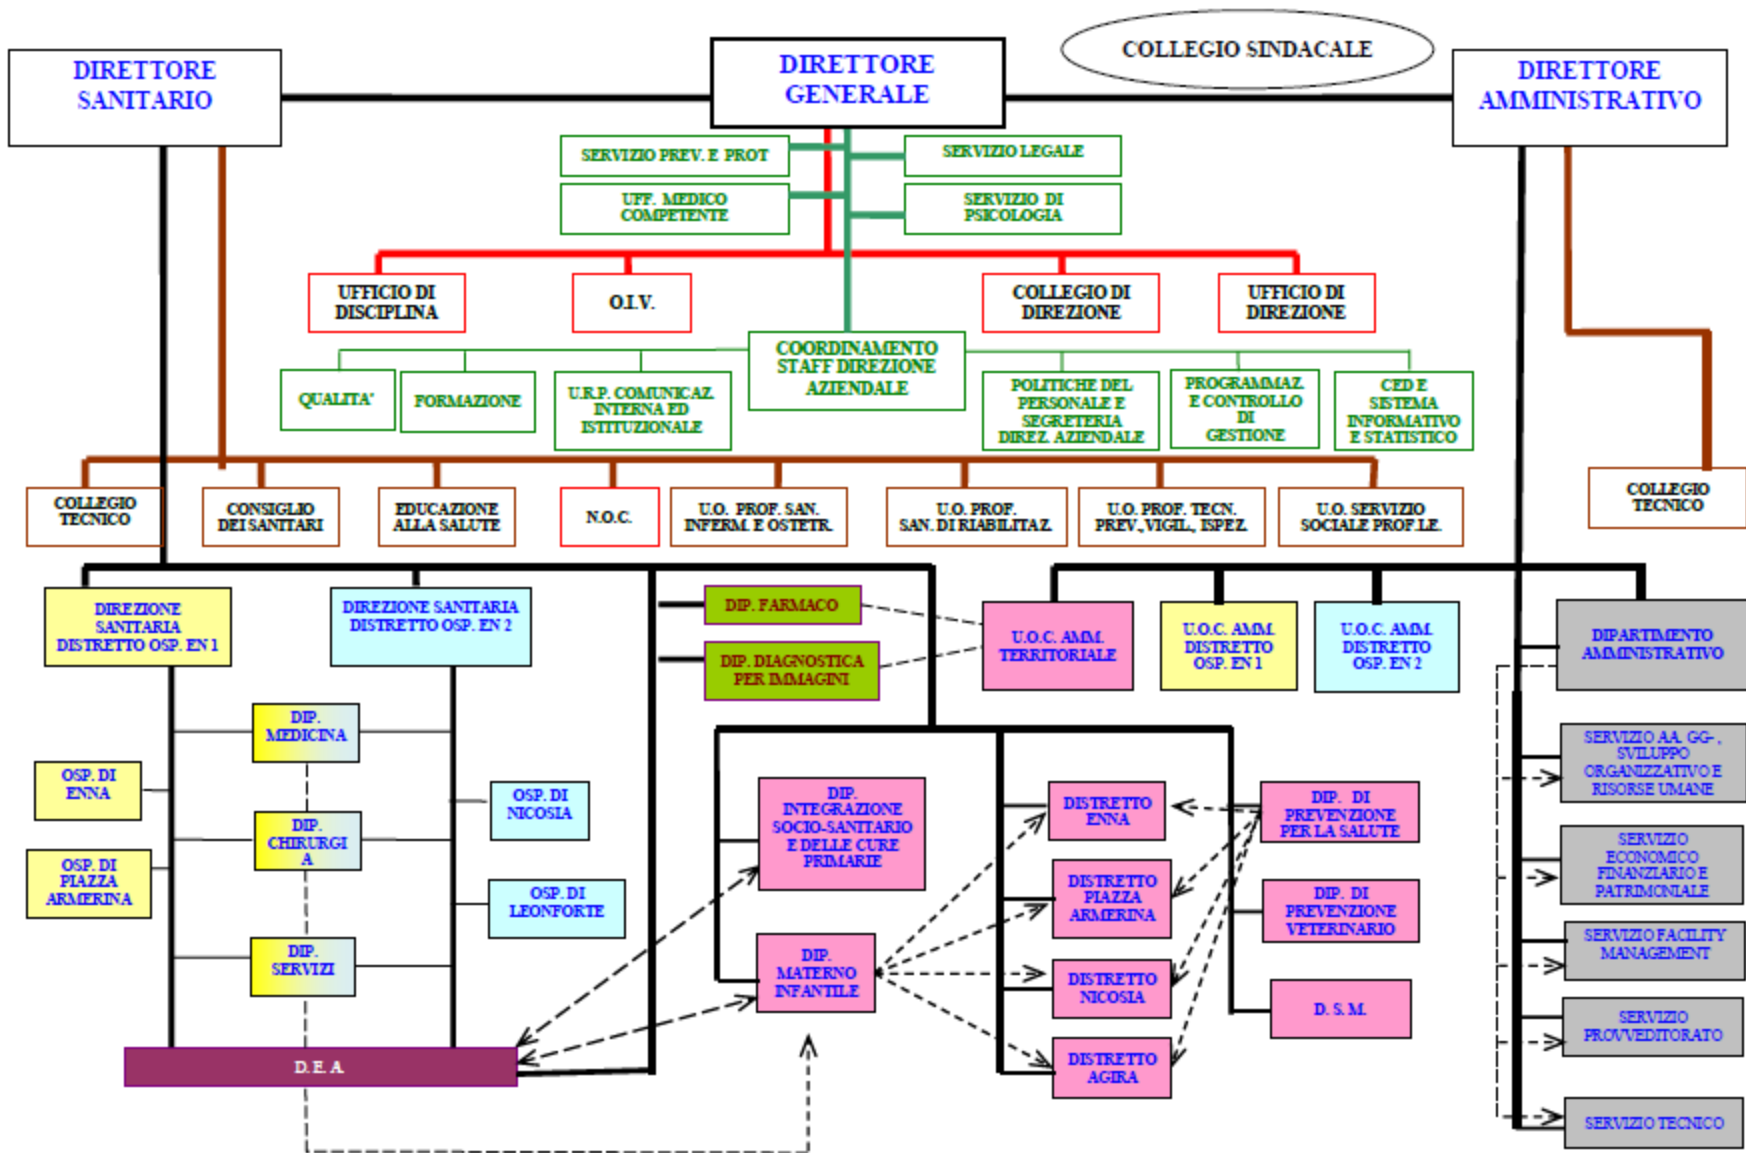 DIRETTORE
SANITARIO
DIRETTORE
GENERALE
COLLEGIO SINDACALE
DIRETTORE
AMMINISTRATIVO
SERVIZIO PREV. E PROT
SERVIZIO LEGALE
UFF. MEDICO
COMPETENTE
SERVIZIO DI
PSICOLOGIA
UFFICIO DI
DISCIPLINA
O.I.V.
COLLEGIO DI
DIREZIONE
UFFICIO DI
DIREZIONE
COORDINAMENTO
STAFF DIREZIONE
AZIENDALE
QUALITA'
FORMAZIONE
U.R.P. COMUNICAZ.
INTERNA ED
ISTITUZIONALE
POLITICHE DEL
PERSONALE E
SEGRETERIA
DIREZ. AZIENDALE
PROGRAMMAZ.
E CONTROLLO
DI
GESTIONE
CED E
SISTEMA
INFORMATIVO
E STATISTICO
COLLEGIO
TECNICO
CONSIGLIO
DEI SANITARI
EDUCAZIONE
ALLA SALUTE
N.O.C.
U.O. PROF. SAN.
INFERM. E OSTETR.
U.O. PROF.
SAN. DI RIABILITAZ.
U.O. PROF. TECN.
PREV., VIGIL., ISPEZ.
U.O. SERVIZIO
SOCIALE PROF.LE.
COLLEGIO
TECNICO
DIREZIONE
SANITARIA
DISTRETTO OSP. EN 1
DIREZIONE SANITARIA
DISTRETTO OSP. EN 2
DIP. FARMACO
DIP. DIAGNOSTICA
PER IMMAGINI
U.O.C. AMM.
TERRITORIALE
U.O.C. AMM.
DISTRETTO
OSP. EN 1
U.O.C. AMM.
DISTRETTO
OSP. EN 2
DIPARTIMENTO
AMMINISTRATIVO
DIP.
MEDICINA
OSP. DI
ENNA
DIP.
CHIRURGI
A
OSP. DI
NICOSIA
OSP. DI
PIAZZA
ARMERINA
OSP. DI
LEONFORTE
DIP.
SERVIZI
D.E.A.
DIP.
INTEGRAZIONE
SOCIO-SANITARIO
E DELLE CURE
PRIMARIE
DIP.
MATERNO
INFANTILE
DISTRETTO
ENNA
DISTRETTO
PIAZZA
ARMERINA
DISTRETTO
NICOSIA
DISTRETTO
AGIRA
DIP. DI
PREVENZIONE
PER LA SALUTE
DIP. DI
PREVENZIONE
VETERINARIO
D. S. M.
SERVIZIO AA. GG- ,
SVILUPPO
ORGANIZZATIVO E
RISORSE UMANE
SERVIZIO
ECONOMICO
FINANZIARIO E
PATRIMONIALE
SERVIZIO FACILITY
MANAGEMENT
SERVIZIO
PROVVEDITORATO
SERVIZIO TECNICO